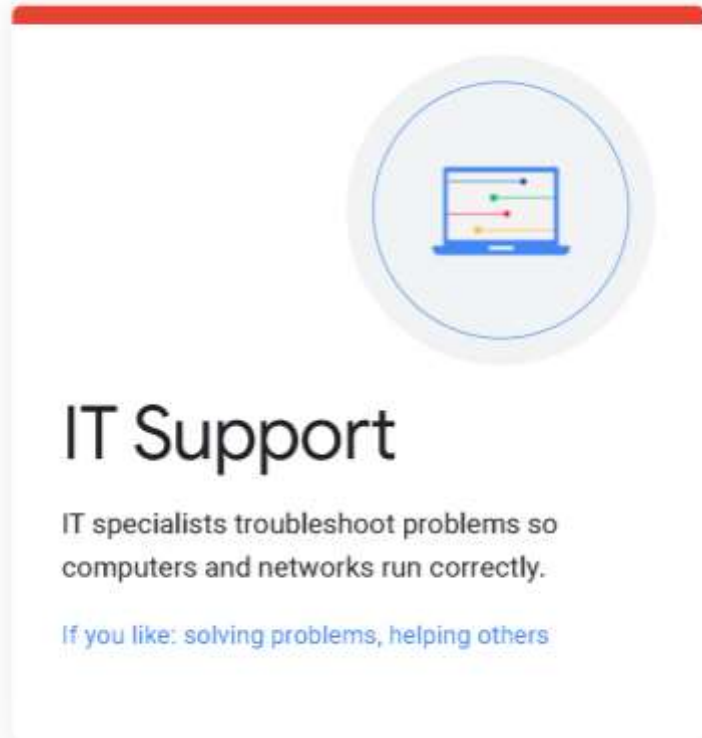 IT Support
IT specialists troubleshoot problems so
computers and networks run correctly.
If you like: solving problems, helping others